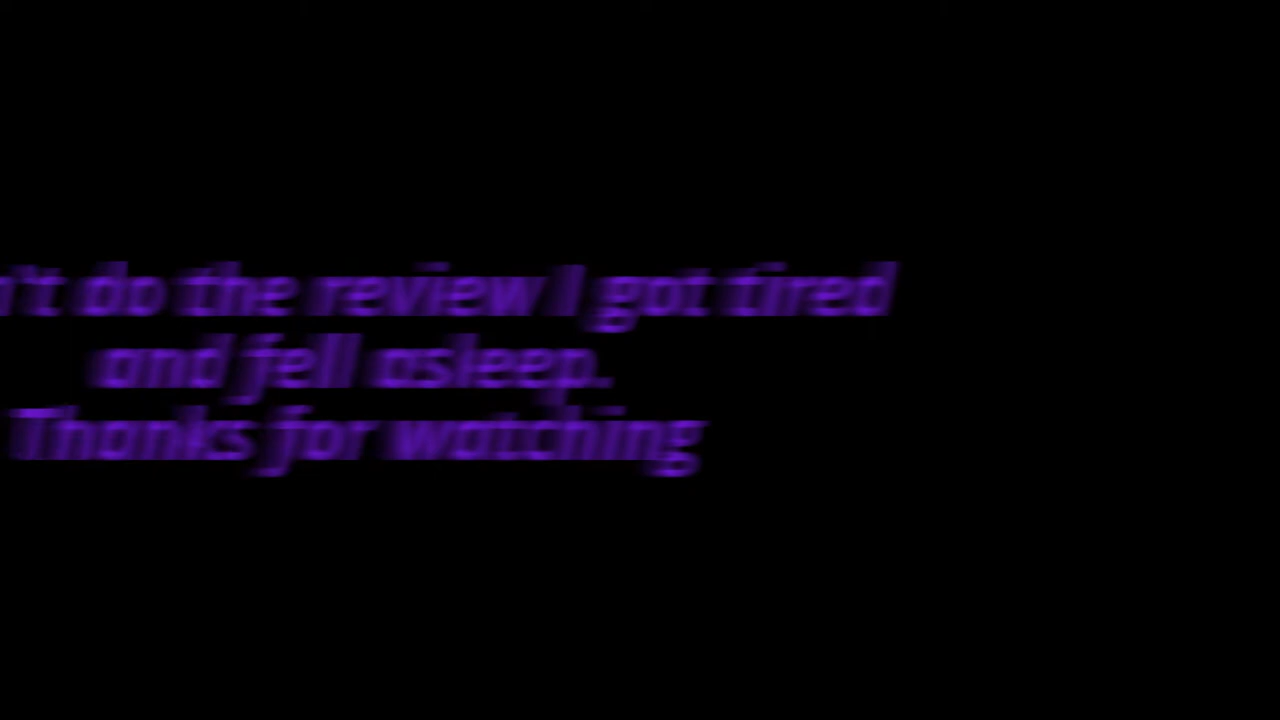 do the review I got tired
and fell asleep.
Thanks for watching